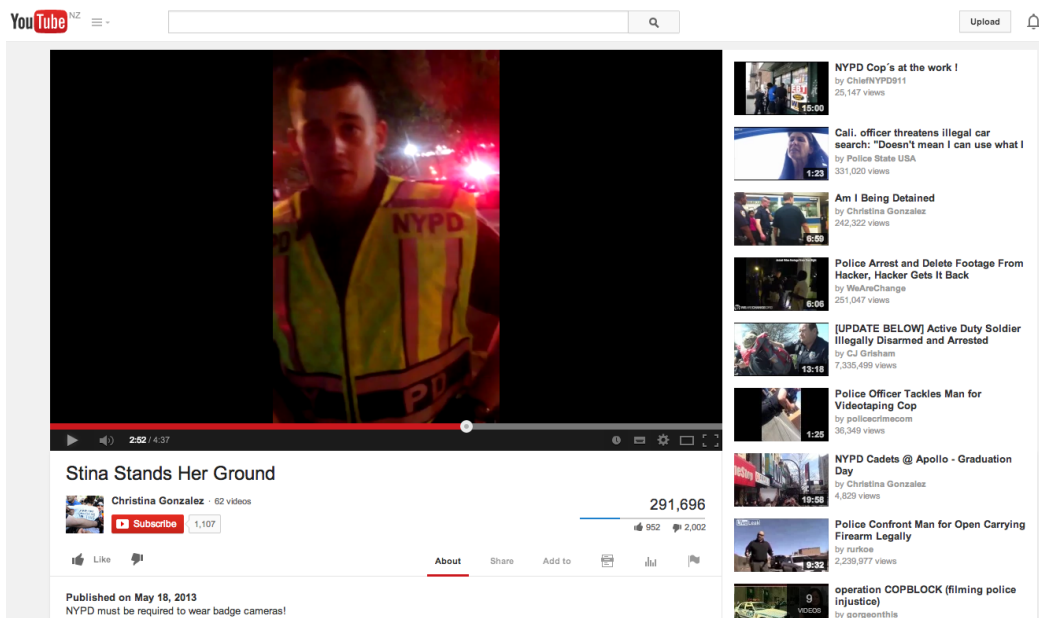 YouTube NZ
Upload
NYPD
PD
PD
2:52 / 4:37
Stina Stands Her Ground
Christina Gonzalez · 62 videos
Subscribe 1,107
291,696
952 2,002
Like
About Share Add to
Published on May 18, 2013
NYPD must be required to wear badge cameras!
15:00
NYPD Cop´s at the work !
by ChiefNYPD911
25,147 views
1:23
Cali. officer threatens illegal car
search: "Doesn't mean I can use what I
by Police State USA
331,020 views
6:59
Am I Being Detained
by Christina Gonzalez
242,322 views
6:06
Police Arrest and Delete Footage From
Hacker, Hacker Gets It Back
by WeAreChange
251,047 views
13:18
[UPDATE BELOW] Active Duty Soldier
Illegally Disarmed and Arrested
by CJ Grisham
7,335,499 views
1:25
Police Officer Tackles Man for
Videotaping Cop
by policecrimecom
36,349 views
19:58
NYPD Cadets @ Apollo - Graduation
Day
by Christina Gonzalez
4,829 views
LiveLeak
9:32
Police Confront Man for Open Carrying
Firearm Legally
by rurkoe
2,239,977 views
9
VIDEOS
operation COPBLOCK (filming police
injustice)
by gorgeonthis